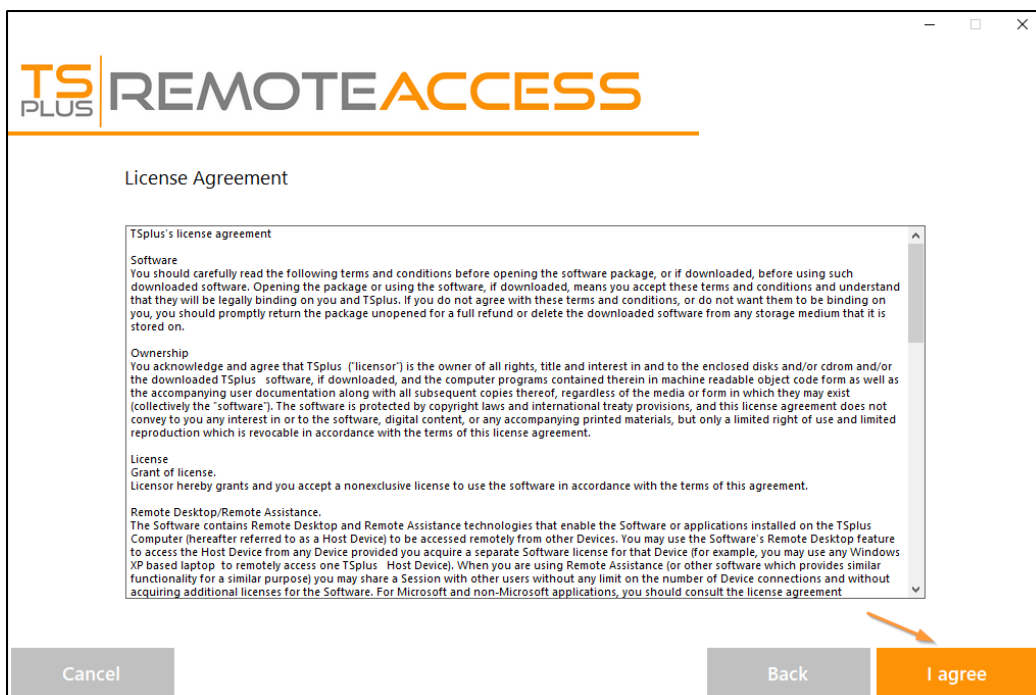 TS PLUS REMOTEACCESS
License Agreement
TSplus's license agreement
Software
You should carefully read the following terms and conditions before opening the software package, or if downloaded, before using such
downloaded software. Opening the package or using the software, if downloaded, means you accept these terms and conditions and understand
that they will be legally binding on you and TSplus. If you do not agree with these terms and conditions, or do not want them to be binding on
you, you should promptly return the package unopened for a full refund or delete the downloaded software from any storage medium that it is
stored on.
Ownership
You acknowledge and agree that TSplus ("licensor") is the owner of all rights, title and interest in and to the enclosed disks and/or cdrom and/or
the downloaded TSplus software, if downloaded, and the computer programs contained therein in machine readable object code form as well as
the accompanying user documentation along with all subsequent copies thereof, regardless of the media or form in which they may exist
(collectively the "software"). The software is protected by copyright laws and international treaty provisions, and this license agreement does not
convey to you any interest in or to the software, digital content, or any accompanying printed materials, but only a limited right of use and limited
reproduction which is revocable in accordance with the terms of this license agreement.
License
Grant of license.
Licensor hereby grants and you accept a nonexclusive license to use the software in accordance with the terms of this agreement.
Remote Desktop/Remote Assistance.
The Software contains Remote Desktop and Remote Assistance technologies that enable the Software or applications installed on the TSplus
Computer (hereafter referred to as a Host Device) to be accessed remotely from other Devices. You may use the Software's Remote Desktop feature
to access the Host Device from any Device provided you acquire a separate Software license for that Device (for example, you may use any Windows
XP based laptop to remotely access one TSplus Host Device). When you are using Remote Assistance (or other software which provides similar
functionality for a similar purpose) you may share a Session with other users without any limit on the number of Device connections and without
acquiring additional licenses for the Software. For Microsoft and non-Microsoft applications, you should consult the license agreement
Cancel
Back
I agree